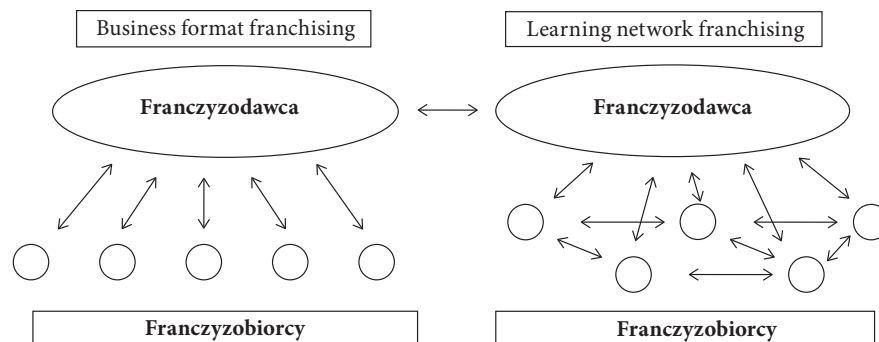 Business format franchising
Learning network franchising
Franczyzodawca
Franczyzodawca
Franczyzobiorcy
Franczyzobiorcy